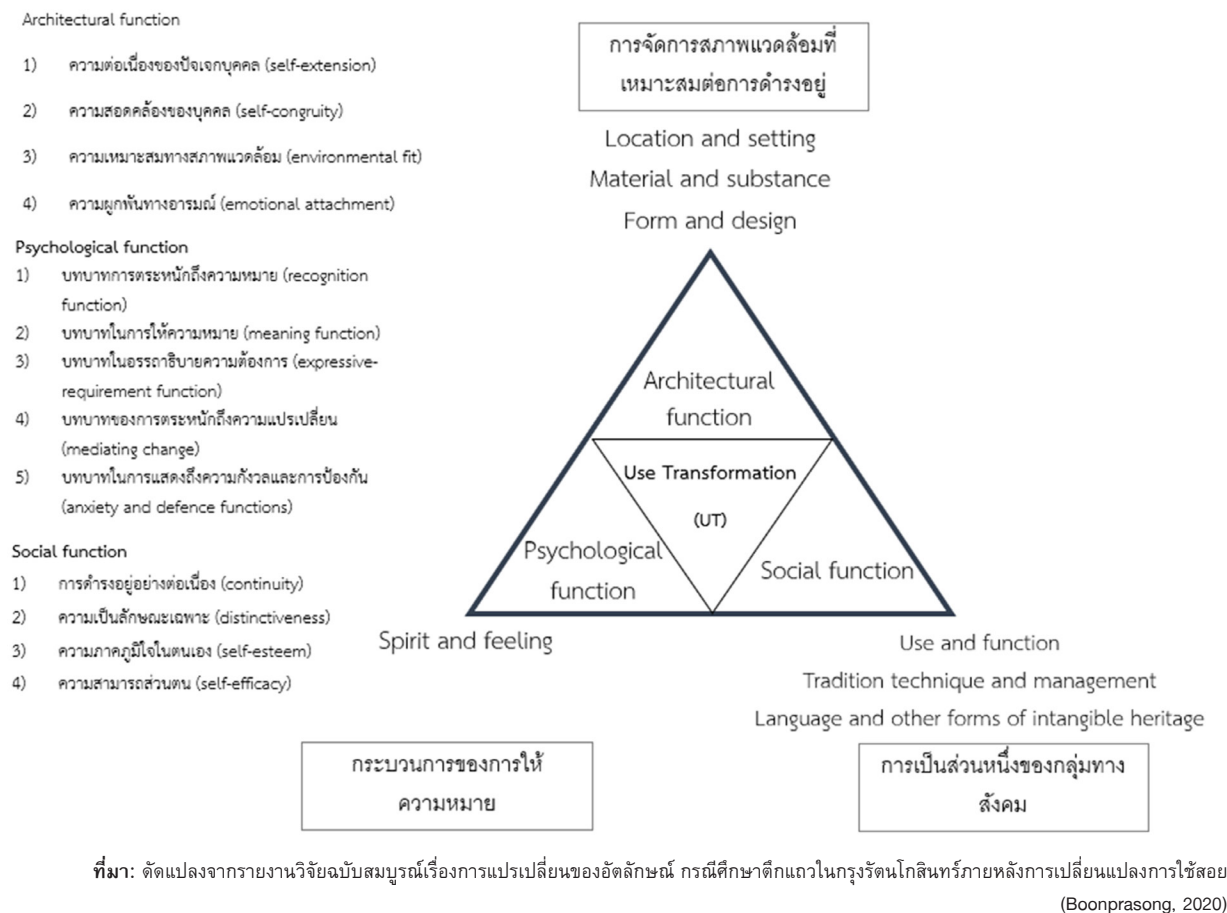 Architectural function
1) ความต่อเนื่องของปัจเจกบุคคล (self-extension)
2) ความสอดคล้องของบุคคล (self-congruity)
3) ความเหมาะสมทางสภาพแวดล้อม (environmental fit)
4) ความผูกพันทางอารมณ์ (emotional attachment)
Psychological function
1) บทบาทการตระหนักถึงความหมาย (recognition
function)
2) บทบาทในการให้ความหมาย (meaning function)
3) บทบาทในอรรถาธิบายความต้องการ (expressive-
requirement function)
4) บทบาทของการตระหนักถึงความแปรเปลี่ยน
(mediating change)
5) บทบาทในการแสดงถึงความกังวลและการป้องกัน
(anxiety and defence functions)
Social function
1) การดำรงอยู่อย่างต่อเนื่อง (continuity)
2) ความเป็นลักษณะเฉพาะ (distinctiveness)
3) ความภาคภูมิใจในตนเอง (self-esteem)
4) ความสามารถส่วนตน (self-efficacy)
การจัดการสภาพแวดล้อมที่
เหมาะสมต่อการดำรงอยู่
Location and setting
Material and substance
Form and design
Architectural
function
Use Transformation
(UT)
Psychological
function
Social function
Spirit and feeling
Use and function
Tradition technique and management
Language and other forms of intangible heritage
กระบวนการของการให้
ความหมาย
การเป็นส่วนหนึ่งของกลุ่มทาง
สังคม
ที่มา: ดัดแปลงจากรายงานวิจัยฉบับสมบูรณ์เรื่องการแปรเปลี่ยนของอัตลักษณ์ กรณีศึกษาตึกแถวในกรุงรัตนโกสินทร์ภายหลังการเปลี่ยนแปลงการใช้สอย
(Boonprasong, 2020)